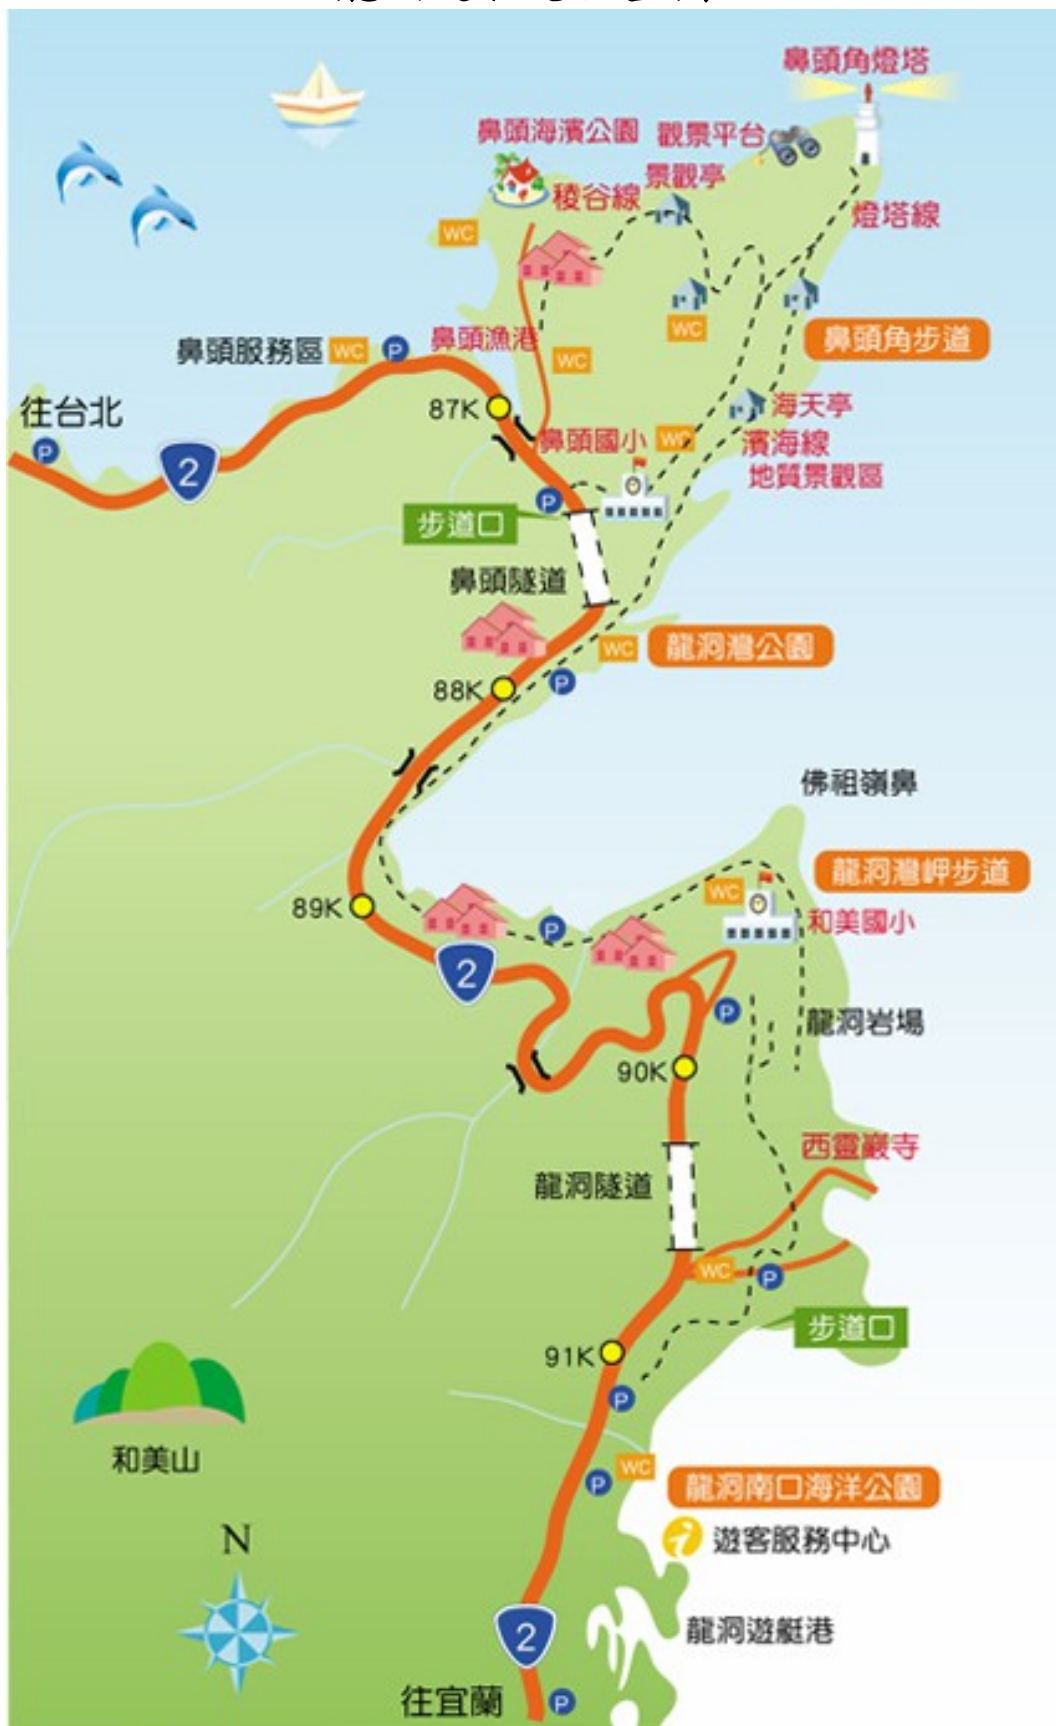 鼻頭角燈塔
鼻頭海濱公園
觀景平台
景觀亭
稜谷線
燈塔線
WC
WC
鼻頭角步道
鼻頭服務區 WC P
鼻頭漁港
WC
87K
海天亭
往台北
P
2
鼻頭國小 WC
濱海線
地質景觀區
P
步道口
鼻頭隧道
WC
龍洞灣公園
88K
P
佛祖嶺鼻
龍洞灣岬步道
WC
89K
和美國小
P
2
P
龍洞岩場
90K
西靈巖寺
龍洞隧道
WC
P
步道口
91K
P
和美山
WC
P
龍洞南口海洋公園
N
i 遊客服務中心
2
龍洞遊艇港
往宜蘭 P